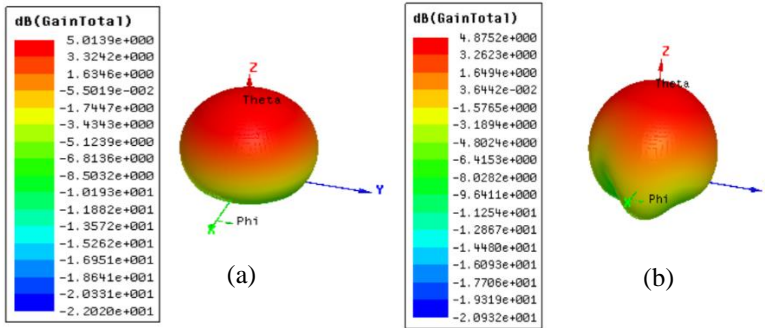 dB(GainTotal)
5.0139e+000
3.3242e+000
1.6346e+000
-5.5019e-002
-1.7447e+000
-3.4343e+000
-5.1239e+000
-6.8136e+000
-8.5032e+000
-1.0193e+001
-1.1882e+001
-1.3572e+001
-1.5262e+001
-1.6951e+001
-1.8641e+001
-2.0331e+001
-2.2020e+001
Z
Theta
Y
X
Phi
(a)
dB(GainTotal)
4.8752e+000
3.2623e+000
1.6494e+000
3.6442e-002
-1.5765e+000
-3.1894e+000
-4.8024e+000
-6.4153e+000
-8.0282e+000
-9.6411e+000
-1.1254e+001
-1.2867e+001
-1.4480e+001
-1.6093e+001
-1.7706e+001
-1.9319e+001
-2.0932e+001
Z
Theta
X
Phi
(b)